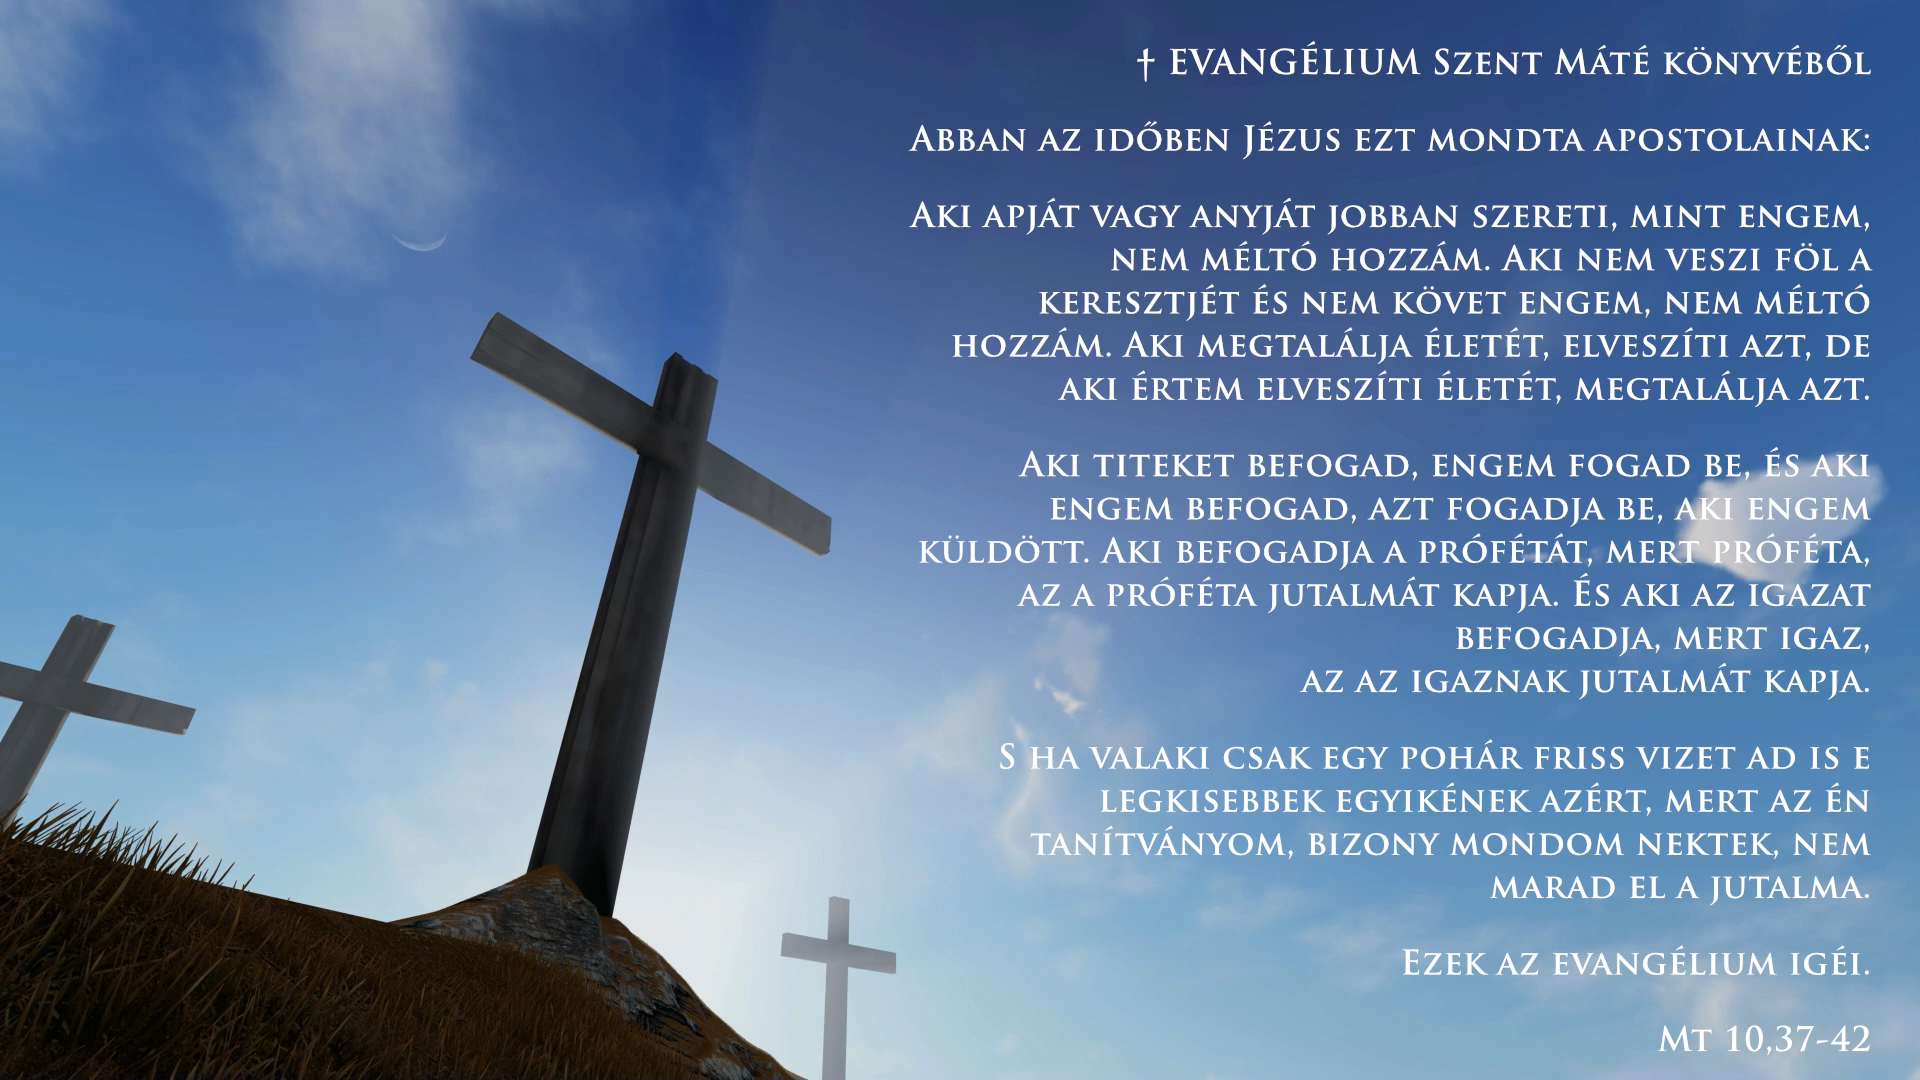 † EVANGÉLIUM Szent Máté könyvéből
Abban az időben Jézus ezt mondta apostolainak:
Aki apját vagy anyját jobban szereti, mint engem,
nem méltó hozzám. Aki nem veszi föl a
keresztjét és nem követ engem, nem méltó
hozzám. Aki megtalálja életét, elveszíti azt, de
aki értem elveszíti életét, megtalálja azt.
Aki titeket befogad, engem fogad be, és aki
engem befogad, azt fogadja be, aki engem
küldött. Aki befogadja a prófétát, mert próféta,
az a próféta jutalmát kapja. És aki az igazat
befogadja, mert igaz,
az az igaznak jutalmát kapja.
S ha valaki csak egy pohár friss vizet ad is e
legkisebbek egyikének azért, mert az én
tanítványom, bizony mondom nektek, nem
marad el a jutalma.
Ezek az evangélium igéi.
Mt 10,37-42